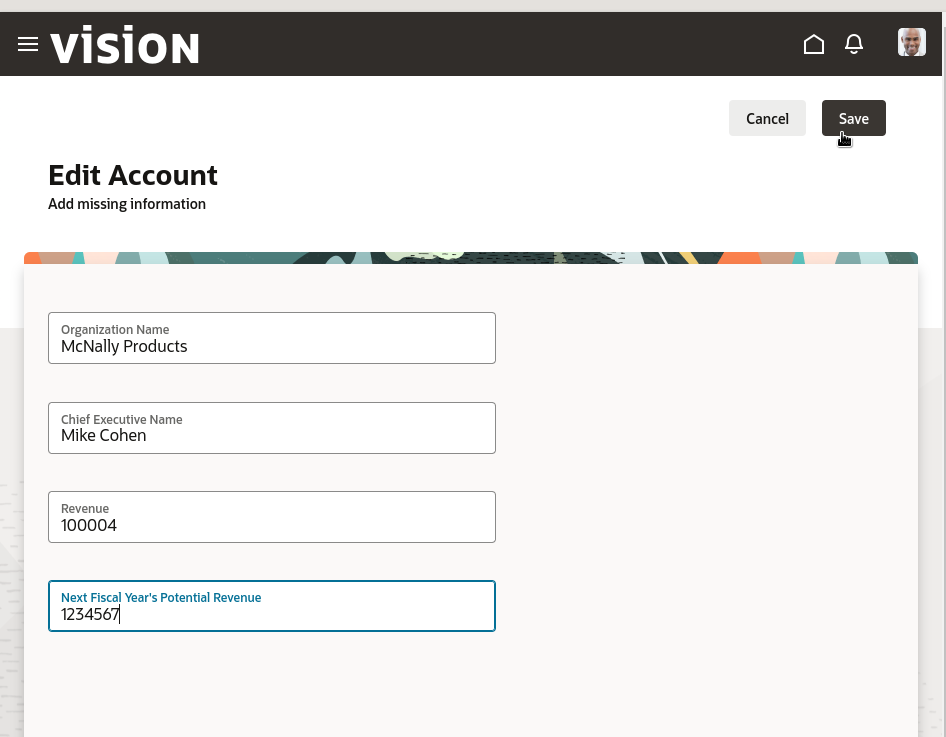 VISION
Cancel
Save
Edit Account
Add missing information
Organization Name
McNally Products
Chief Executive Name
Mike Cohen
Revenue
100004
Next Fiscal Year's Potential Revenue
1234567